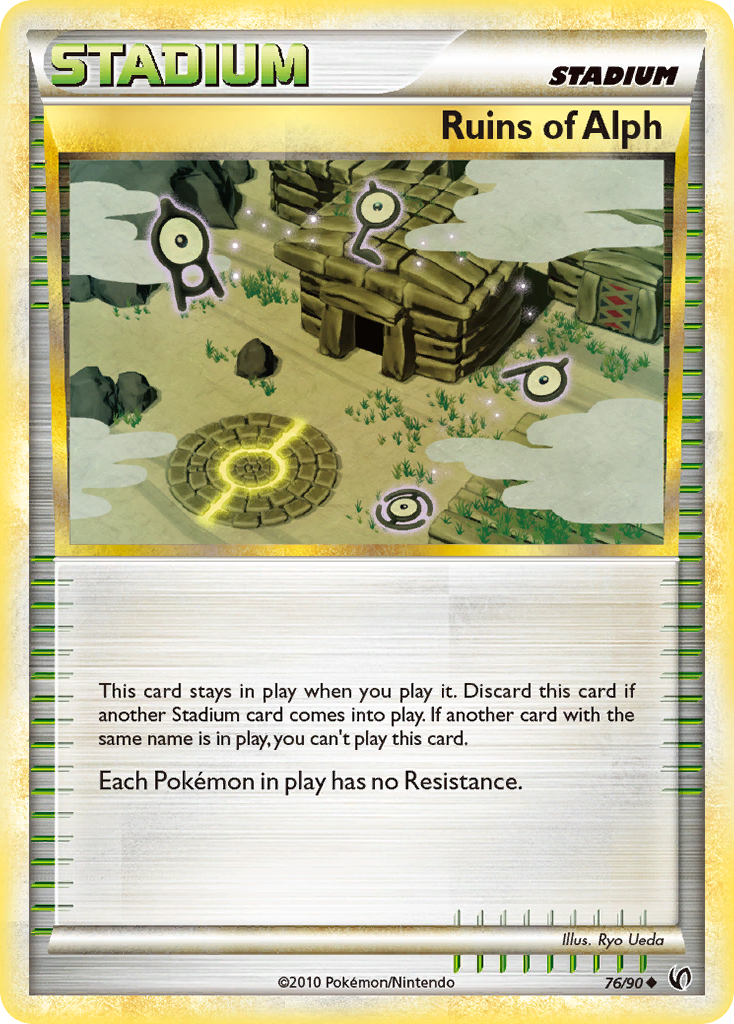 STADIUM
STADIUM
Ruins of Alph
This card stays in play when you play it. Discard this card if
another Stadium card comes into play. If another card with the
same name is in play, you can't play this card.
Each Pokémon in play has no Resistance.
Illus. Ryo Ueda
©2010 Pokémon/Nintendo
76/90